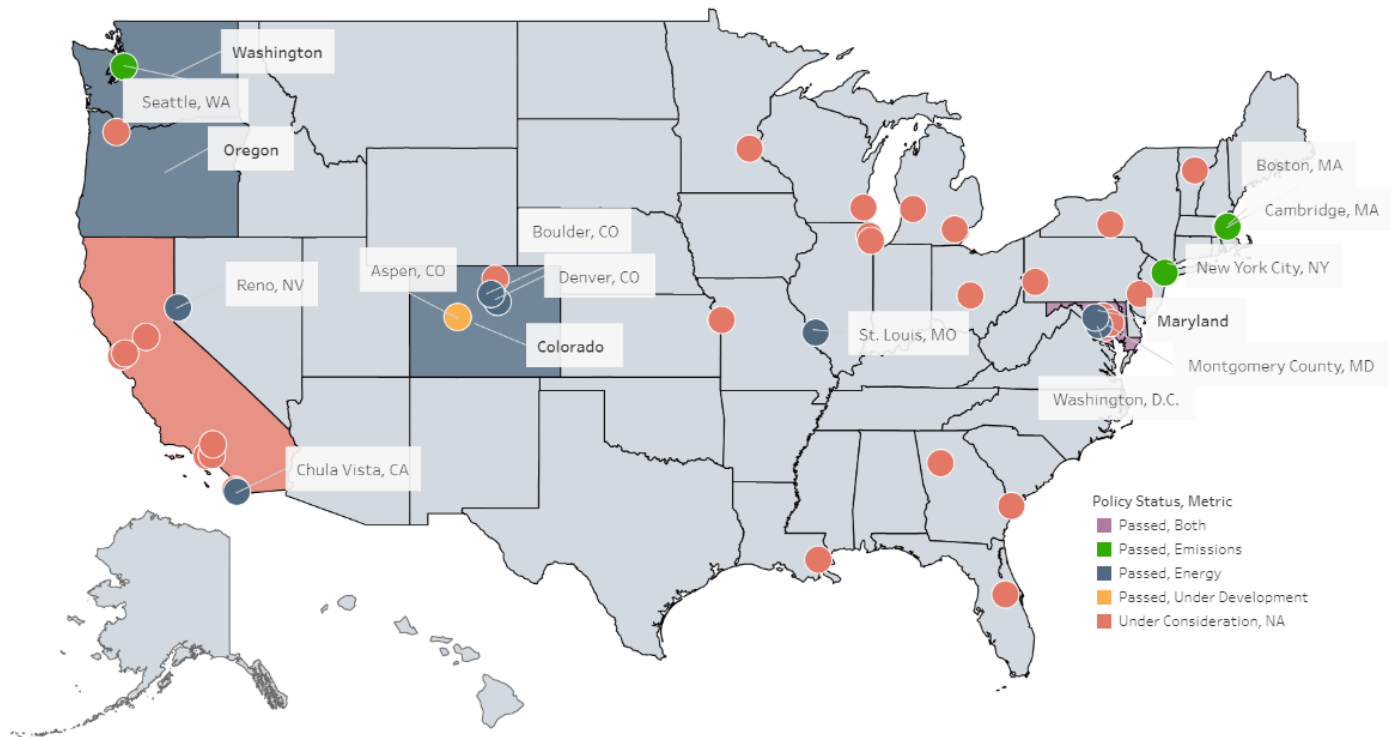 Washington
Seattle, WA
Oregon
Boston, MA
Cambridge, MA
Boulder, CO
Aspen, CO
Denver, CO
New York City, NY
Reno, NV
Maryland
St. Louis, MO
Colorado
Montgomery County, MD
Washington, D.C.
Chula Vista, CA
Policy Status, Metric
Passed, Both
Passed, Emissions
Passed, Energy
Passed, Under Development
Under Consideration, NA